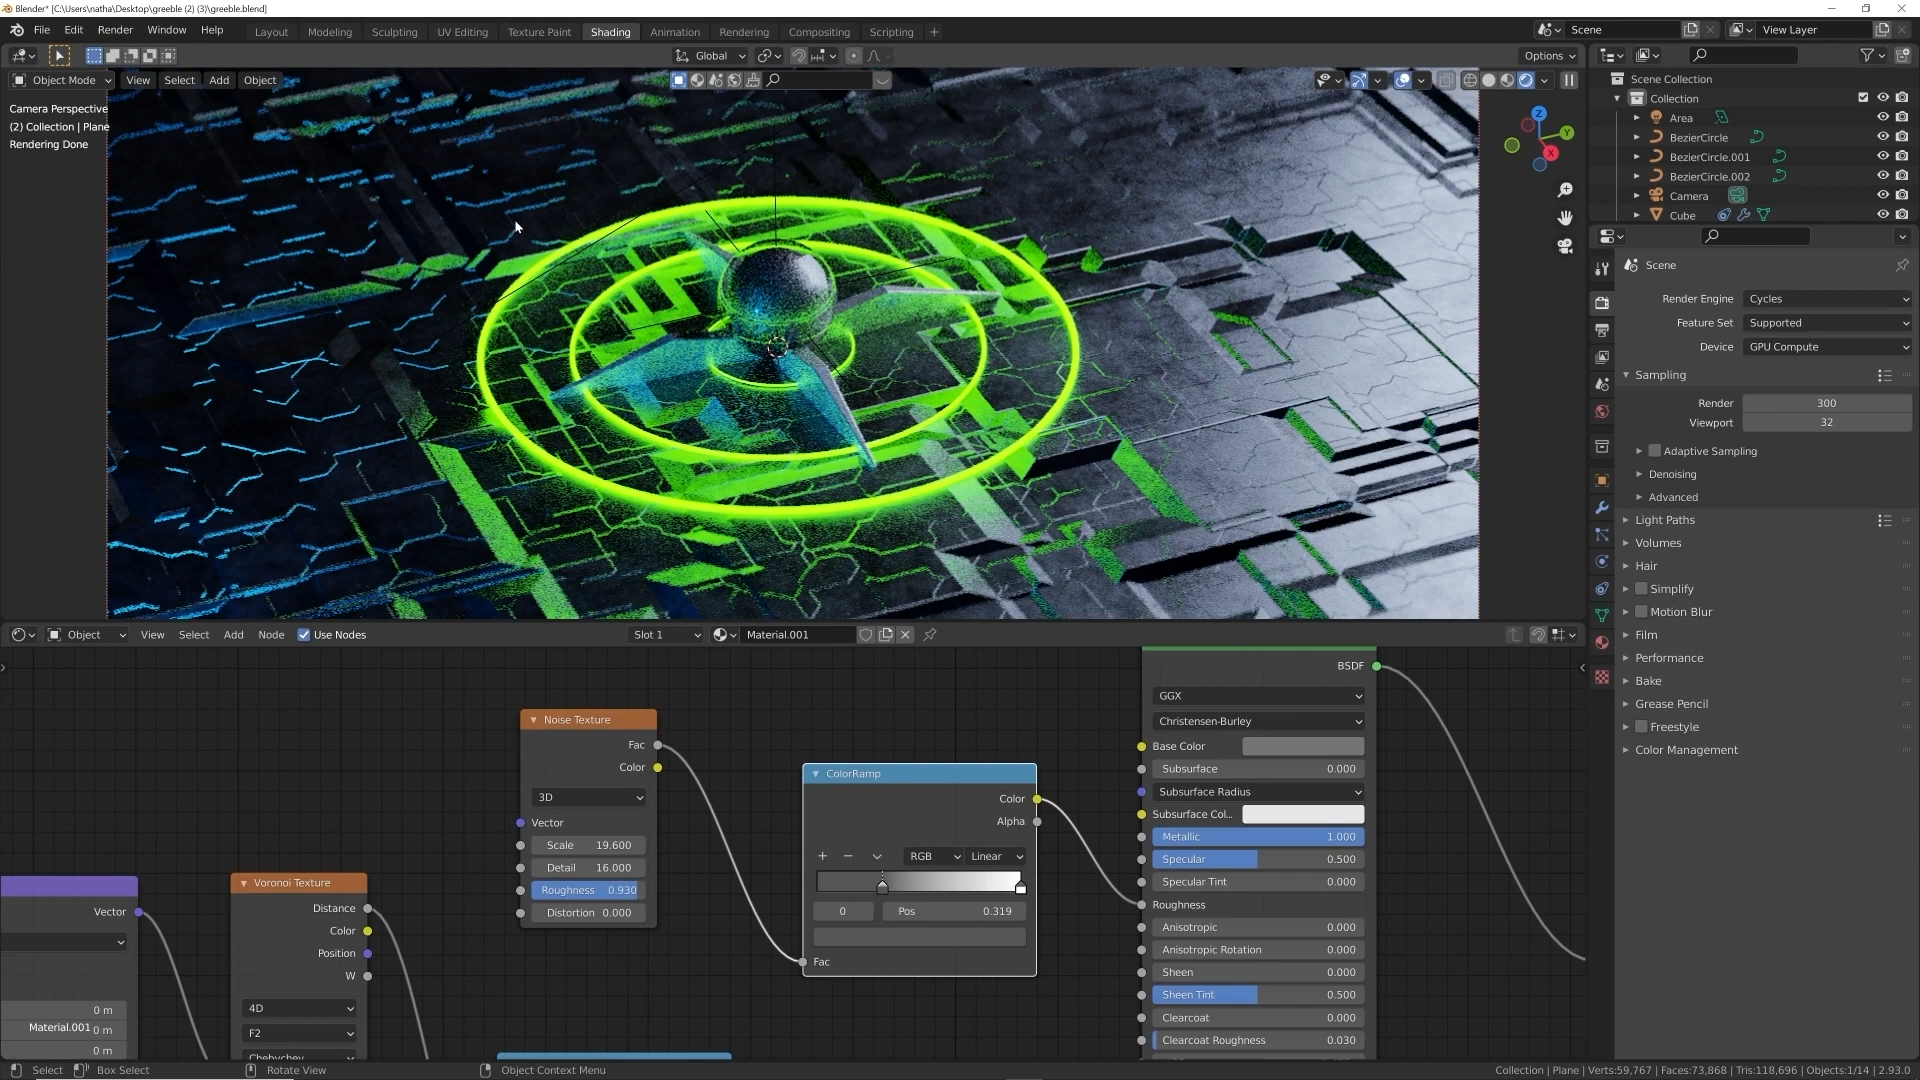 Blender* [C:\Users\natha\Desktop\greeble (2) (3)\greeble.blend]
File Edit Render Window Help Layout Modeling Sculpting UV Editing Texture Paint Shading Animation Rendering Compositing Scripting + Scene View Layer
Global Options
Object Mode View Select Add Object
Camera Perspective
(2) Collection | Plane
Rendering Done
Z
Y
X
Scene Collection
Collection
Area
BezierCircle
BezierCircle.001
BezierCircle.002
Camera
Cube
Scene
Render Engine Cycles
Feature Set Supported
Device GPU Compute
Sampling
Render 300
Viewport 32
Adaptive Sampling
Denoising
Advanced
Light Paths
Volumes
Hair
Simplify
Motion Blur
Film
Performance
Bake
Grease Pencil
Freestyle
Color Management
Object View Select Add Node Use Nodes Slot 1 Material.001
Vector
0 m
Material.001 0 m
0 m
Voronoi Texture
Distance
Color
Position
W
4D
F2
Chebychev
Noise Texture
Fac
Color
3D
Vector
Scale 19.600
Detail 16.000
Roughness 0.930
Distortion 0.000
ColorRamp
Color
Alpha
+ − RGB Linear
0 Pos 0.319
Fac
BSDF
GGX
Christensen-Burley
Base Color
Subsurface 0.000
Subsurface Radius
Subsurface Col...
Metallic 1.000
Specular 0.500
Specular Tint 0.000
Roughness
Anisotropic 0.000
Anisotropic Rotation 0.000
Sheen 0.000
Sheen Tint 0.500
Clearcoat 0.000
Clearcoat Roughness 0.030
Select Box Select Rotate View Object Context Menu Collection | Plane | Verts:59,767 | Faces:73,868 | Tris:118,696 | Objects:1/14 | 2.93.0